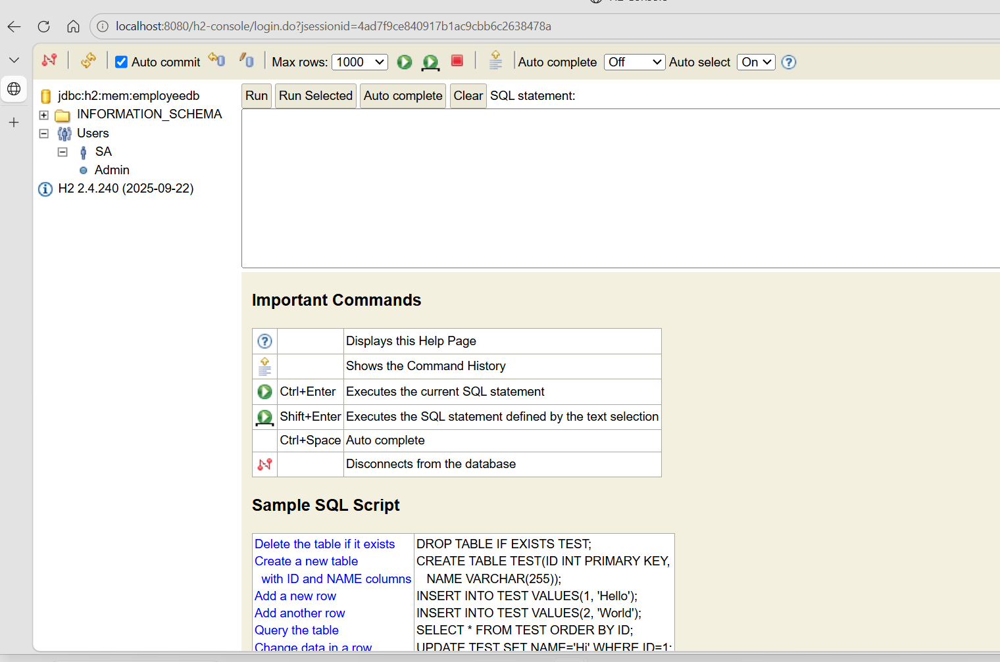 localhost:8080/h2-console/login.do?jsessionid=4ad7f9ce840917b1ac9cbb6c2638478a
Auto commit Max rows: 1000 Auto complete Off Auto select On
jdbc:h2:mem:employeedb
INFORMATION_SCHEMA
Users
SA
Admin
H2 2.4.240 (2025-09-22)
Run Run Selected Auto complete Clear SQL statement:
Important Commands
Displays this Help Page
Shows the Command History
Ctrl+Enter Executes the current SQL statement
Shift+Enter Executes the SQL statement defined by the text selection
Ctrl+Space Auto complete
Disconnects from the database
Sample SQL Script
Delete the table if it exists DROP TABLE IF EXISTS TEST;
Create a new table CREATE TABLE TEST(ID INT PRIMARY KEY,
with ID and NAME columns NAME VARCHAR(255));
Add a new row INSERT INTO TEST VALUES(1, 'Hello');
Add another row INSERT INTO TEST VALUES(2, 'World');
Query the table SELECT * FROM TEST ORDER BY ID;
Change data in a row UPDATE TEST SET NAME='Hi' WHERE ID=1;